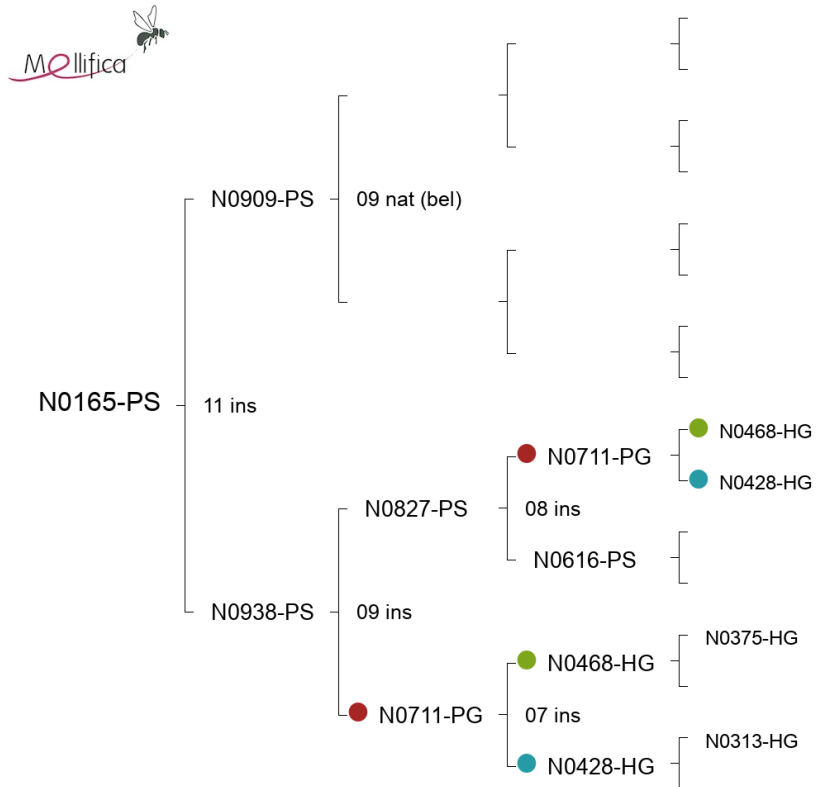 Mellifica
N0909-PS
09 nat (bel)
N0165-PS
11 ins
N0711-PG
N0468-HG
N0428-HG
N0827-PS
08 ins
N0616-PS
N0938-PS
09 ins
N0468-HG
N0375-HG
N0711-PG
07 ins
N0428-HG
N0313-HG